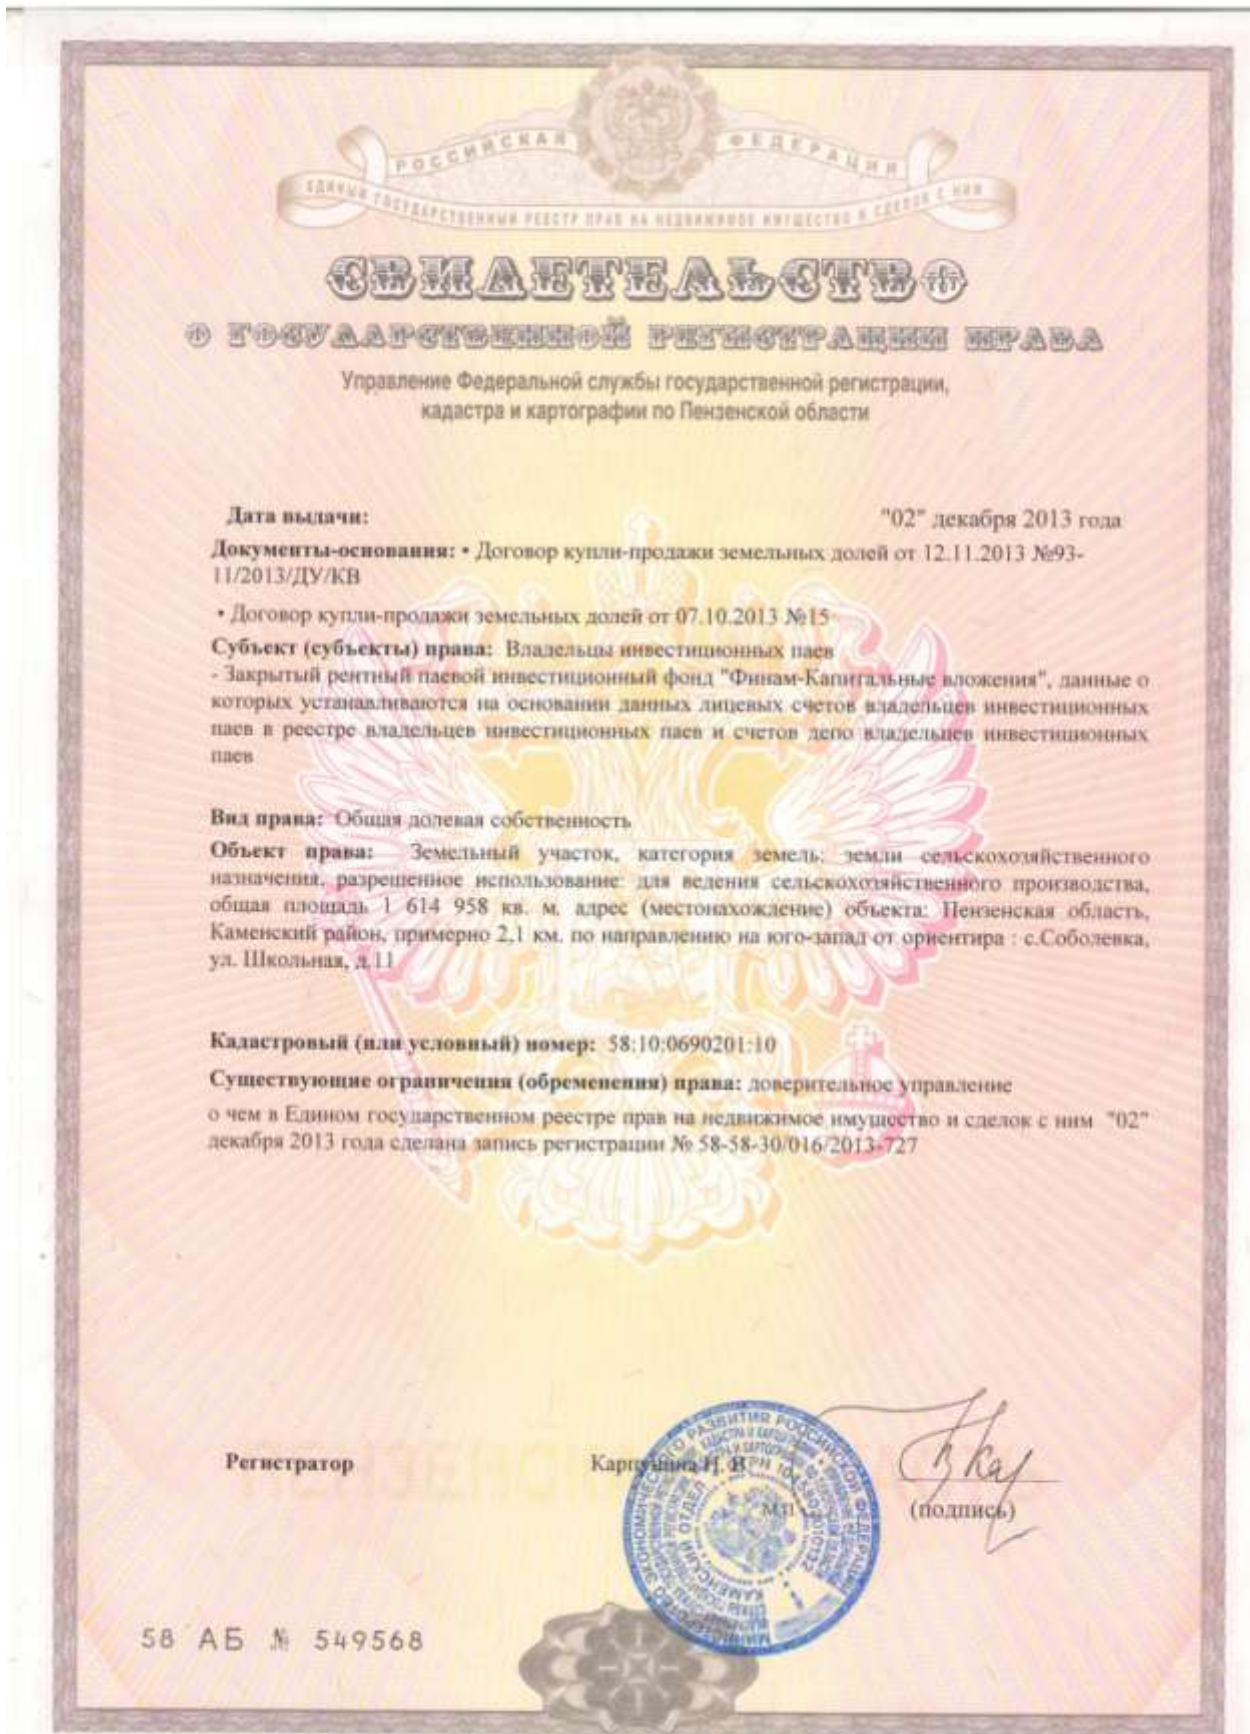 РОССИЙСКАЯ ФЕДЕРАЦИЯ
ЕДИНЫЙ ГОСУДАРСТВЕННЫЙ РЕЕСТР ПРАВ НА НЕДВИЖИМОЕ ИМУЩЕСТВО И СДЕЛОК С НИМ
СВИДЕТЕЛЬСТВО
О ГОСУДАРСТВЕННОЙ РЕГИСТРАЦИИ ПРАВА
Управление Федеральной службы государственной регистрации,
кадастра и картографии по Пензенской области
Дата выдачи: "02" декабря 2013 года
Документы-основания: • Договор купли-продажи земельных долей от 12.11.2013 №93-
11/2013/ДУ/КВ
• Договор купли-продажи земельных долей от 07.10.2013 №15
Субъект (субъекты) права: Владельцы инвестиционных паев
- Закрытый рентный паевой инвестиционный фонд "Финам-Капитальные вложения", данные о
которых устанавливаются на основании данных лицевых счетов владельцев инвестиционных
паев в реестре владельцев инвестиционных паев и счетов депо владельцев инвестиционных
паев
Вид права: Общая долевая собственность
Объект права: Земельный участок, категория земель: земли сельскохозяйственного
назначения, разрешенное использование: для ведения сельскохозяйственного производства,
общая площадь 1 614 958 кв. м, адрес (местонахождение) объекта: Пензенская область,
Каменский район, примерно 2,1 км. по направлению на юго-запад от ориентира : с.Соболевка,
ул. Школьная, д.11
Кадастровый (или условный) номер: 58:10:0690201:10
Существующие ограничения (обременения) права: доверительное управление
о чем в Едином государственном реестре прав на недвижимое имущество и сделок с ним "02"
декабря 2013 года сделана запись регистрации № 58-58-30/016/2013-727
Регистратор Карпушина Н. В.
М.П.
(подпись)
КАМЕНСКИЙ ОТДЕЛ
58 АБ № 549568